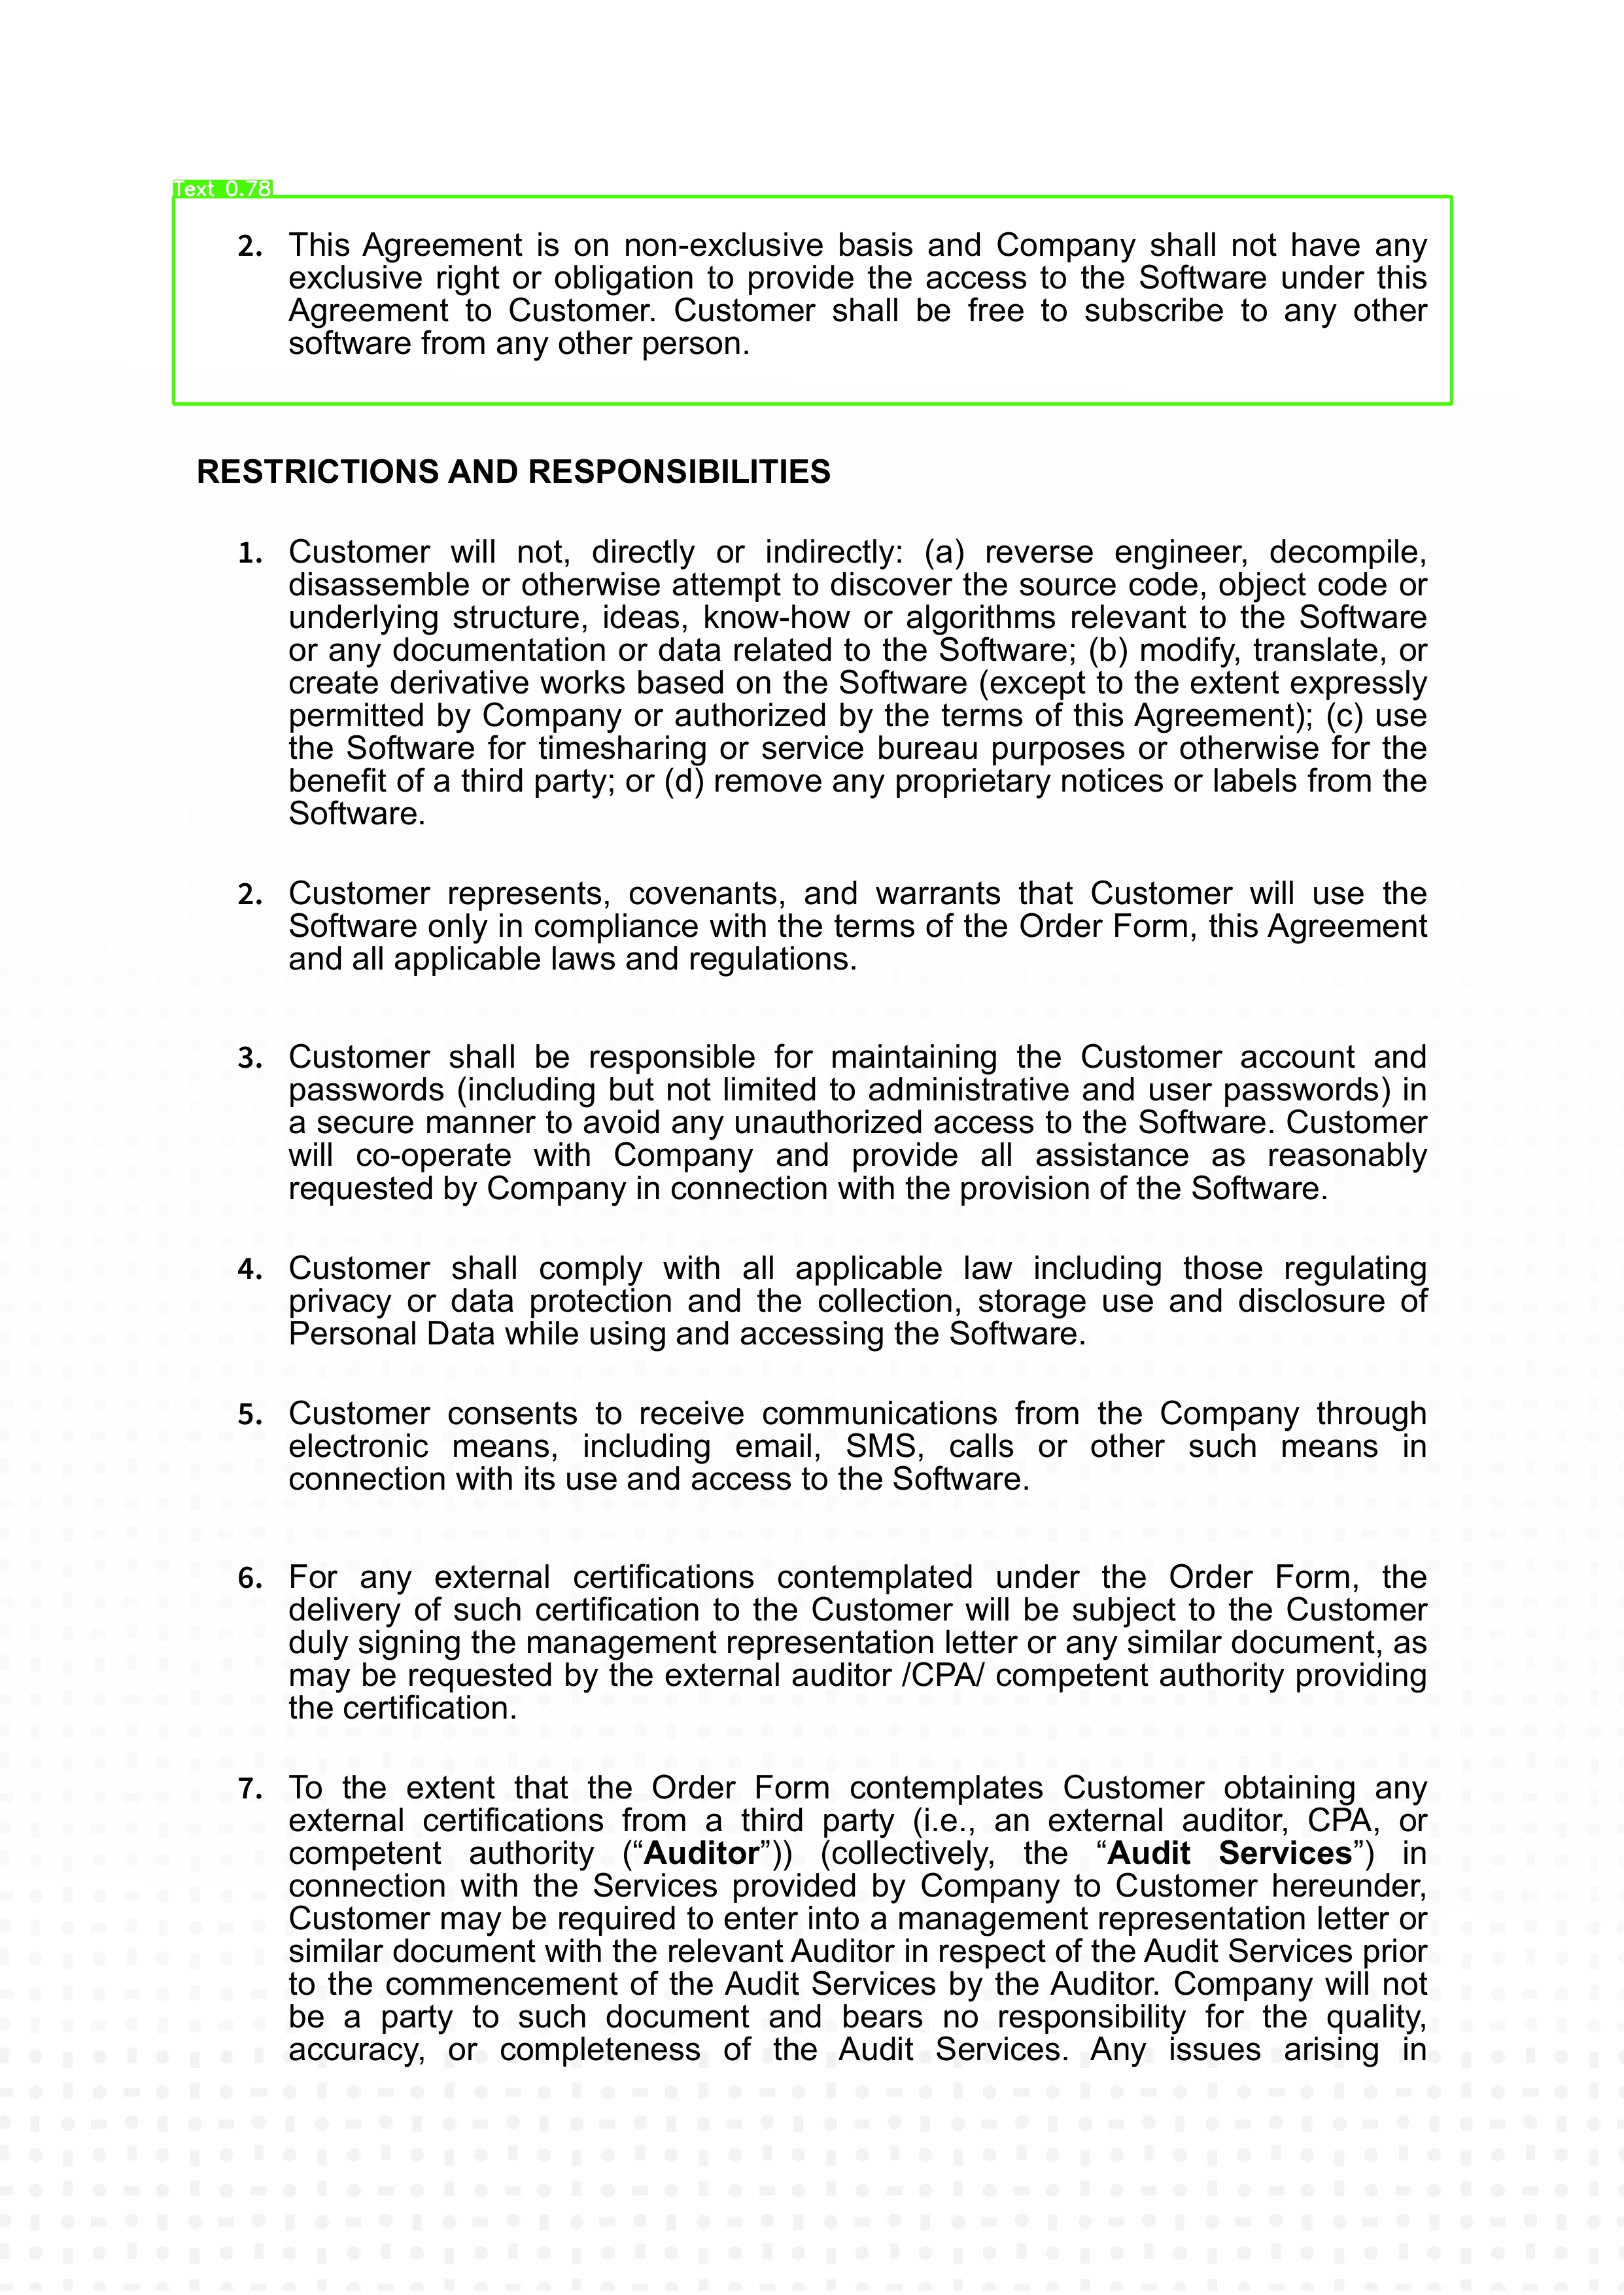 Text 0.78
2. This Agreement is on non-exclusive basis and Company shall not have any
exclusive right or obligation to provide the access to the Software under this
Agreement to Customer. Customer shall be free to subscribe to any other
software from any other person.
RESTRICTIONS AND RESPONSIBILITIES
1. Customer will not, directly or indirectly: (a) reverse engineer, decompile,
disassemble or otherwise attempt to discover the source code, object code or
underlying structure, ideas, know-how or algorithms relevant to the Software
or any documentation or data related to the Software; (b) modify, translate, or
create derivative works based on the Software (except to the extent expressly
permitted by Company or authorized by the terms of this Agreement); (c) use
the Software for timesharing or service bureau purposes or otherwise for the
benefit of a third party; or (d) remove any proprietary notices or labels from the
Software.
2. Customer represents, covenants, and warrants that Customer will use the
Software only in compliance with the terms of the Order Form, this Agreement
and all applicable laws and regulations.
3. Customer shall be responsible for maintaining the Customer account and
passwords (including but not limited to administrative and user passwords) in
a secure manner to avoid any unauthorized access to the Software. Customer
will co-operate with Company and provide all assistance as reasonably
requested by Company in connection with the provision of the Software.
4. Customer shall comply with all applicable law including those regulating
privacy or data protection and the collection, storage use and disclosure of
Personal Data while using and accessing the Software.
5. Customer consents to receive communications from the Company through
electronic means, including email, SMS, calls or other such means in
connection with its use and access to the Software.
6. For any external certifications contemplated under the Order Form, the
delivery of such certification to the Customer will be subject to the Customer
duly signing the management representation letter or any similar document, as
may be requested by the external auditor /CPA/ competent authority providing
the certification.
7. To the extent that the Order Form contemplates Customer obtaining any
external certifications from a third party (i.e., an external auditor, CPA, or
competent authority (“Auditor”)) (collectively, the “Audit Services”) in
connection with the Services provided by Company to Customer hereunder,
Customer may be required to enter into a management representation letter or
similar document with the relevant Auditor in respect of the Audit Services prior
to the commencement of the Audit Services by the Auditor. Company will not
be a party to such document and bears no responsibility for the quality,
accuracy, or completeness of the Audit Services. Any issues arising in